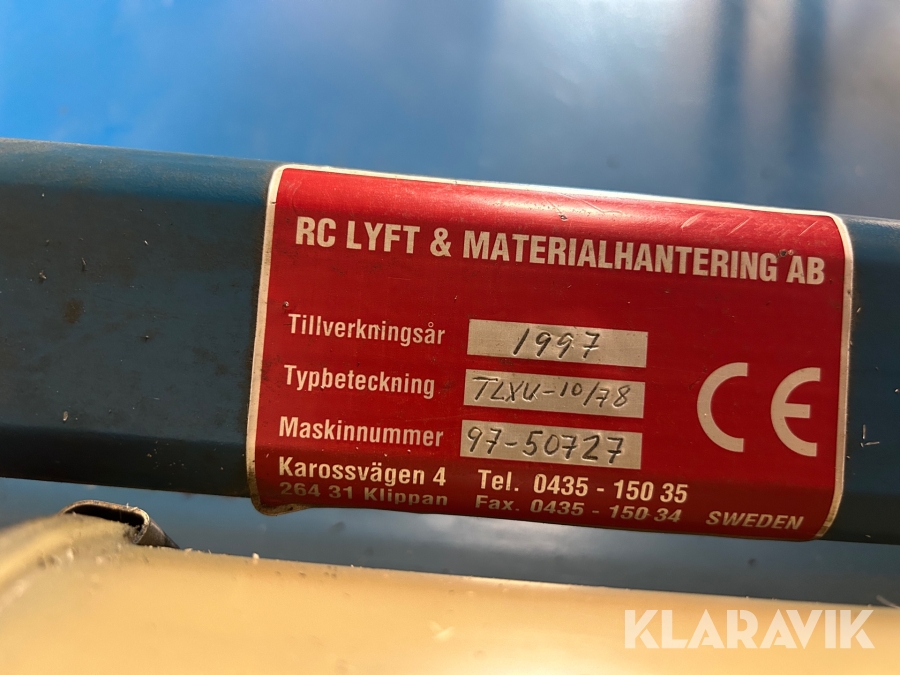 RC LYFT & MATERIALHANTERING AB
Tillverkningsår 1997
Typbeteckning TLXU-10/78
Maskinnummer 97-50727
CE
Karossvägen 4 Tel. 0435 - 150 35
264 31 Klippan Fax. 0435 - 150 34 SWEDEN
KLARAVIK